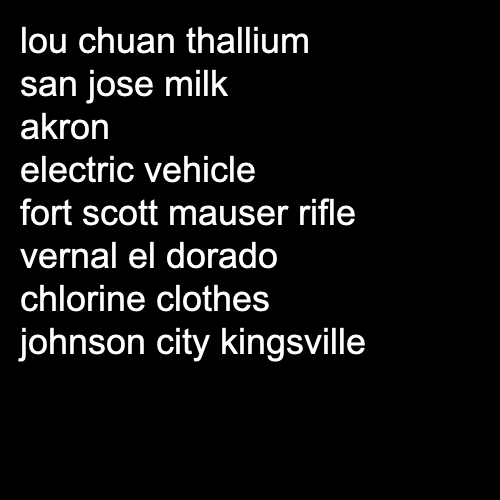 lou chuan thallium
san jose milk
akron
electric vehicle
fort scott mauser rifle
vernal el dorado
chlorine clothes
johnson city kingsville